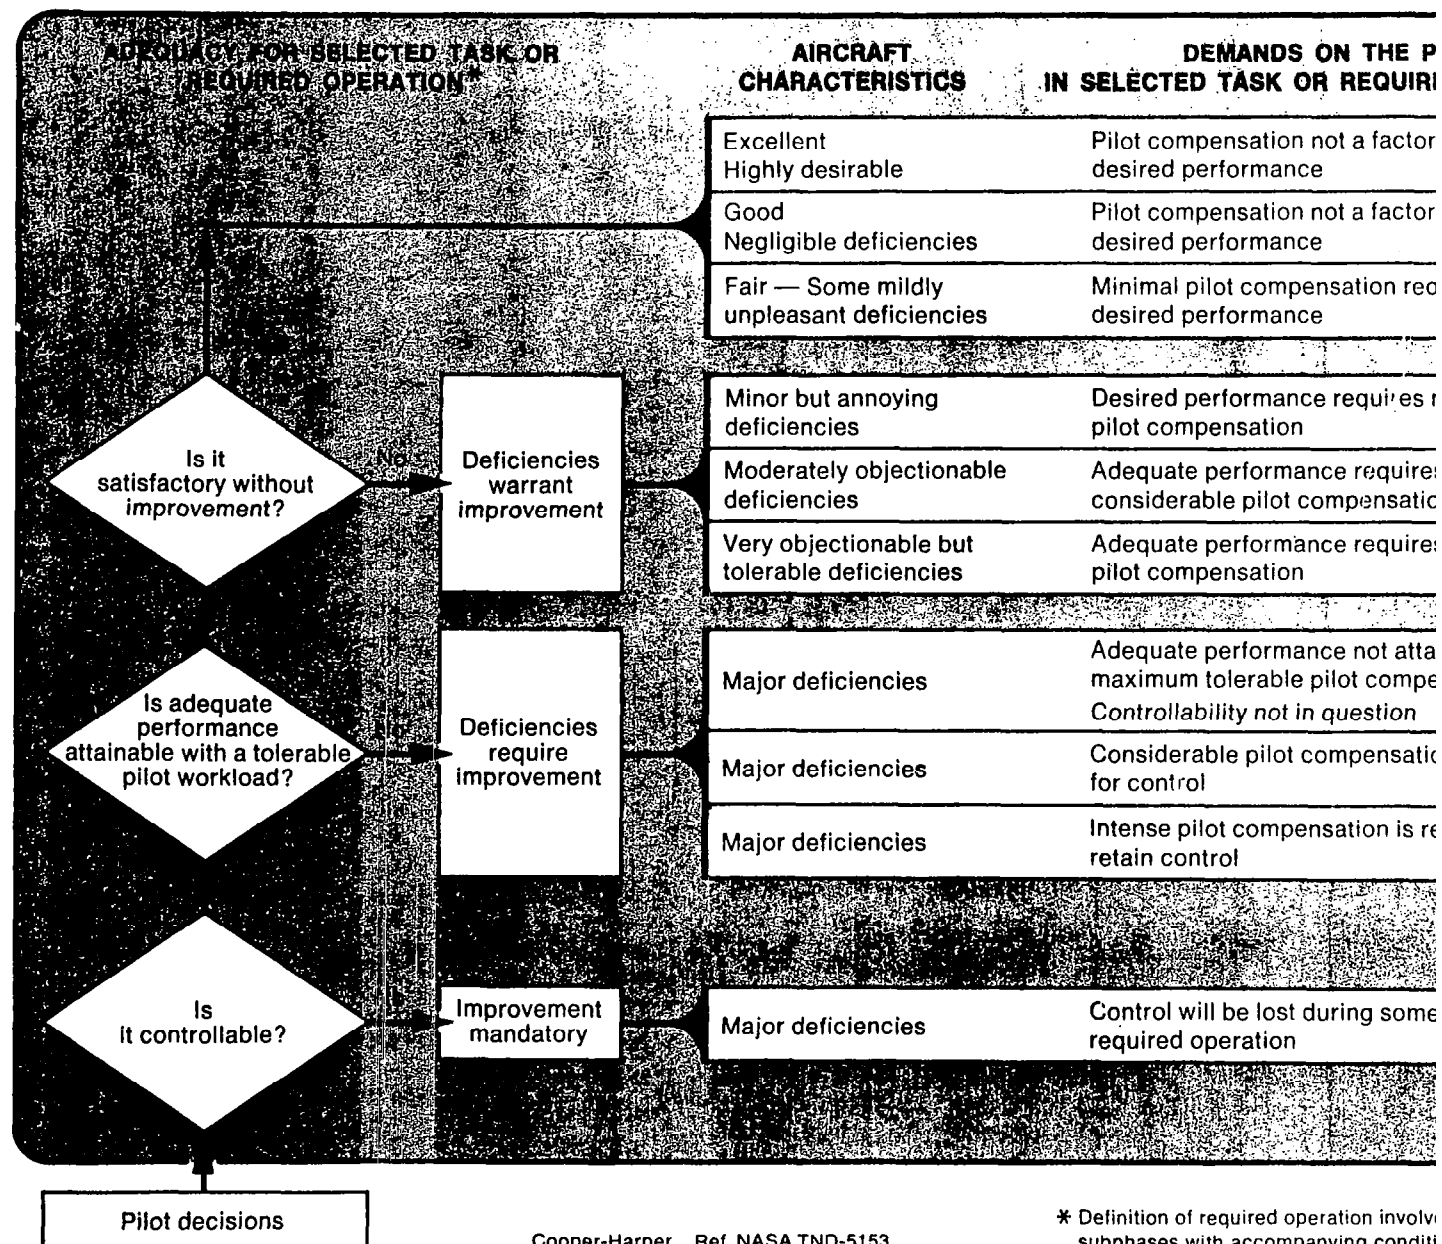 ADEQUACY FOR SELECTED TASK OR
REQUIRED OPERATION*
AIRCRAFT
CHARACTERISTICS
DEMANDS ON THE P
IN SELECTED TASK OR REQUIR
Excellent
Highly desirable
Pilot compensation not a factor
desired performance
Good
Negligible deficiencies
Pilot compensation not a factor
desired performance
Fair — Some mildly
unpleasant deficiencies
Minimal pilot compensation req
desired performance
Is it
satisfactory without
improvement?
No
Deficiencies
warrant
improvement
Minor but annoying
deficiencies
Desired performance requires
pilot compensation
Moderately objectionable
deficiencies
Adequate performance requires
considerable pilot compensatio
Very objectionable but
tolerable deficiencies
Adequate performance requires
pilot compensation
Is adequate
performance
attainable with a tolerable
pilot workload?
No
Deficiencies
require
improvement
Major deficiencies
Adequate performance not atta
maximum tolerable pilot compe
Controllability not in question
Major deficiencies
Considerable pilot compensatio
for control
Major deficiencies
Intense pilot compensation is re
retain control
Is
it controllable?
Improvement
mandatory
Major deficiencies
Control will be lost during some
required operation
Pilot decisions
Cooper-Harper Ref. NASA TND-5153
* Definition of required operation involve
subphases with accompanying conditi